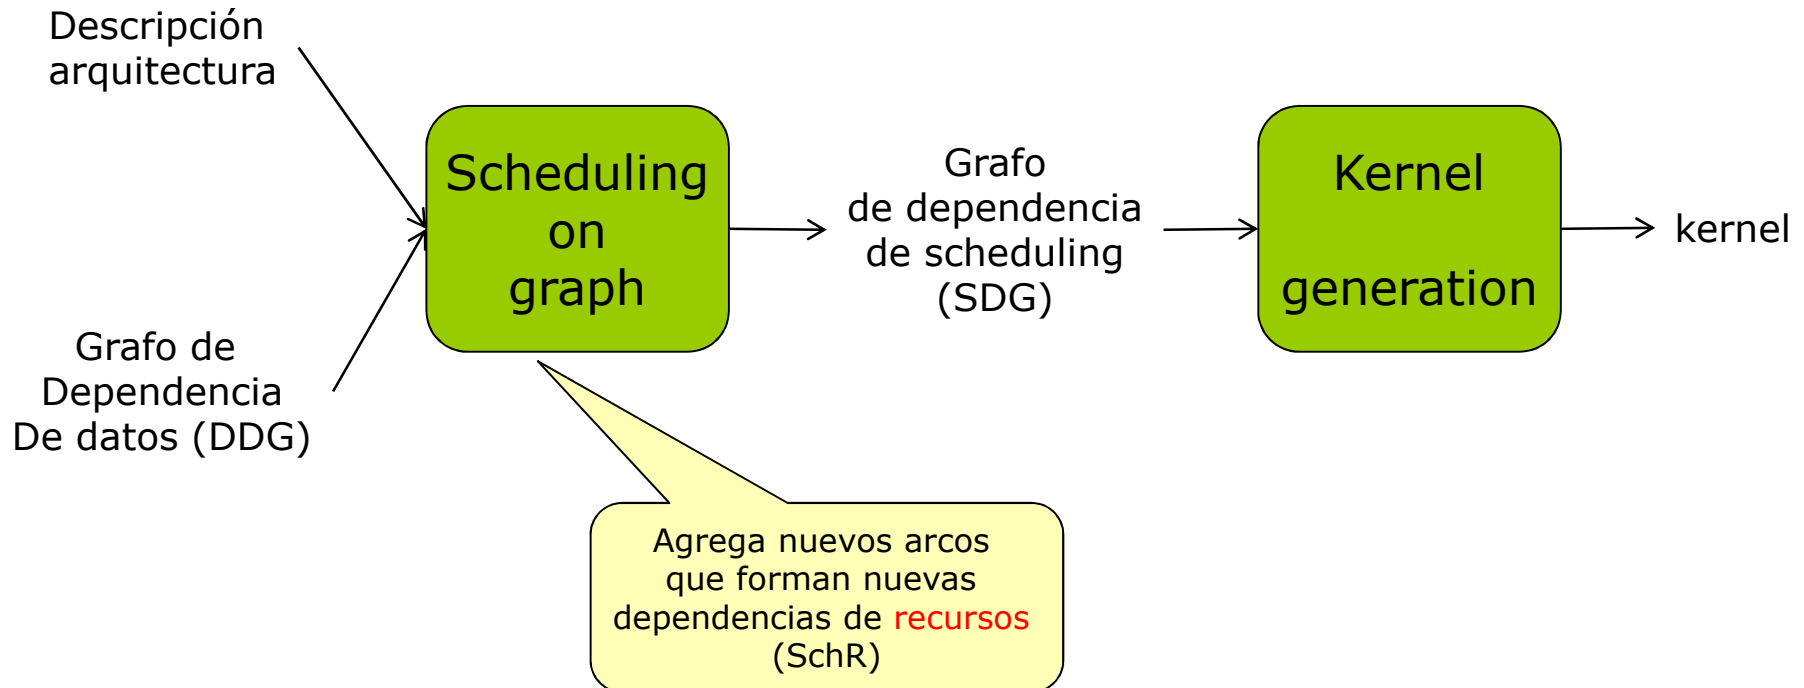 Descripción
arquitectura
Grafo de
Dependencia
De datos (DDG)
Scheduling
on
graph
Grafo
de dependencia
de scheduling
(SDG)
Kernel
generation
kernel
Agrega nuevos arcos
que forman nuevas
dependencias de recursos
(SchR)